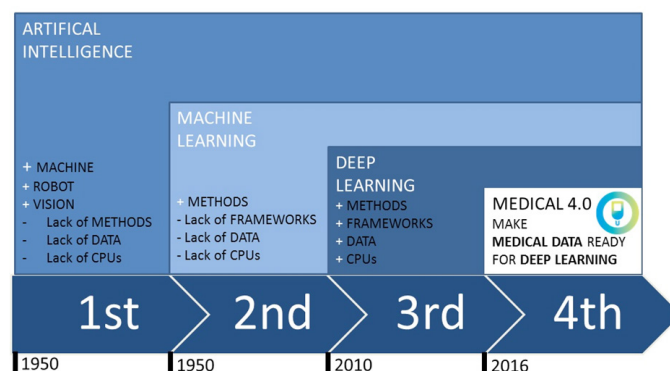 ARTIFICAL
INTELLIGENCE
+ MACHINE
+ ROBOT
+ VISION
- Lack of METHODS
- Lack of DATA
- Lack of CPUs
MACHINE
LEARNING
+ METHODS
- Lack of FRAMEWORKS
- Lack of DATA
- Lack of CPUs
DEEP
LEARNING
+ METHODS
+ FRAMEWORKS
+ DATA
+ CPUs
MEDICAL 4.0
MAKE
MEDICAL DATA READY
FOR DEEP LEARNING
1st
2nd
3rd
4th
1950
1950
2010
2016